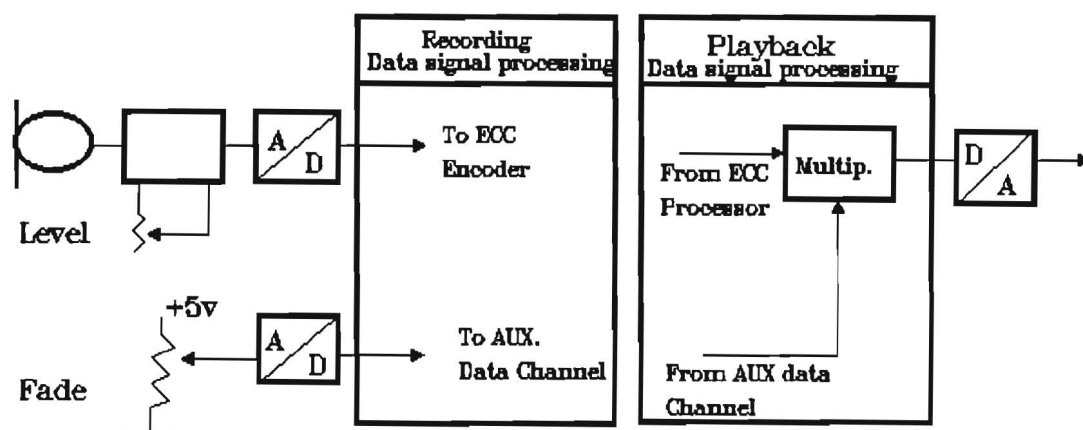 Recording
Data signal processing
Playback
Data signal processing
A
D
To ECC
Encoder
From ECC
Processor
Multip.
D
A
Level
+5v
A
D
To AUX.
Data Channel
From AUX data
Channel
Fade